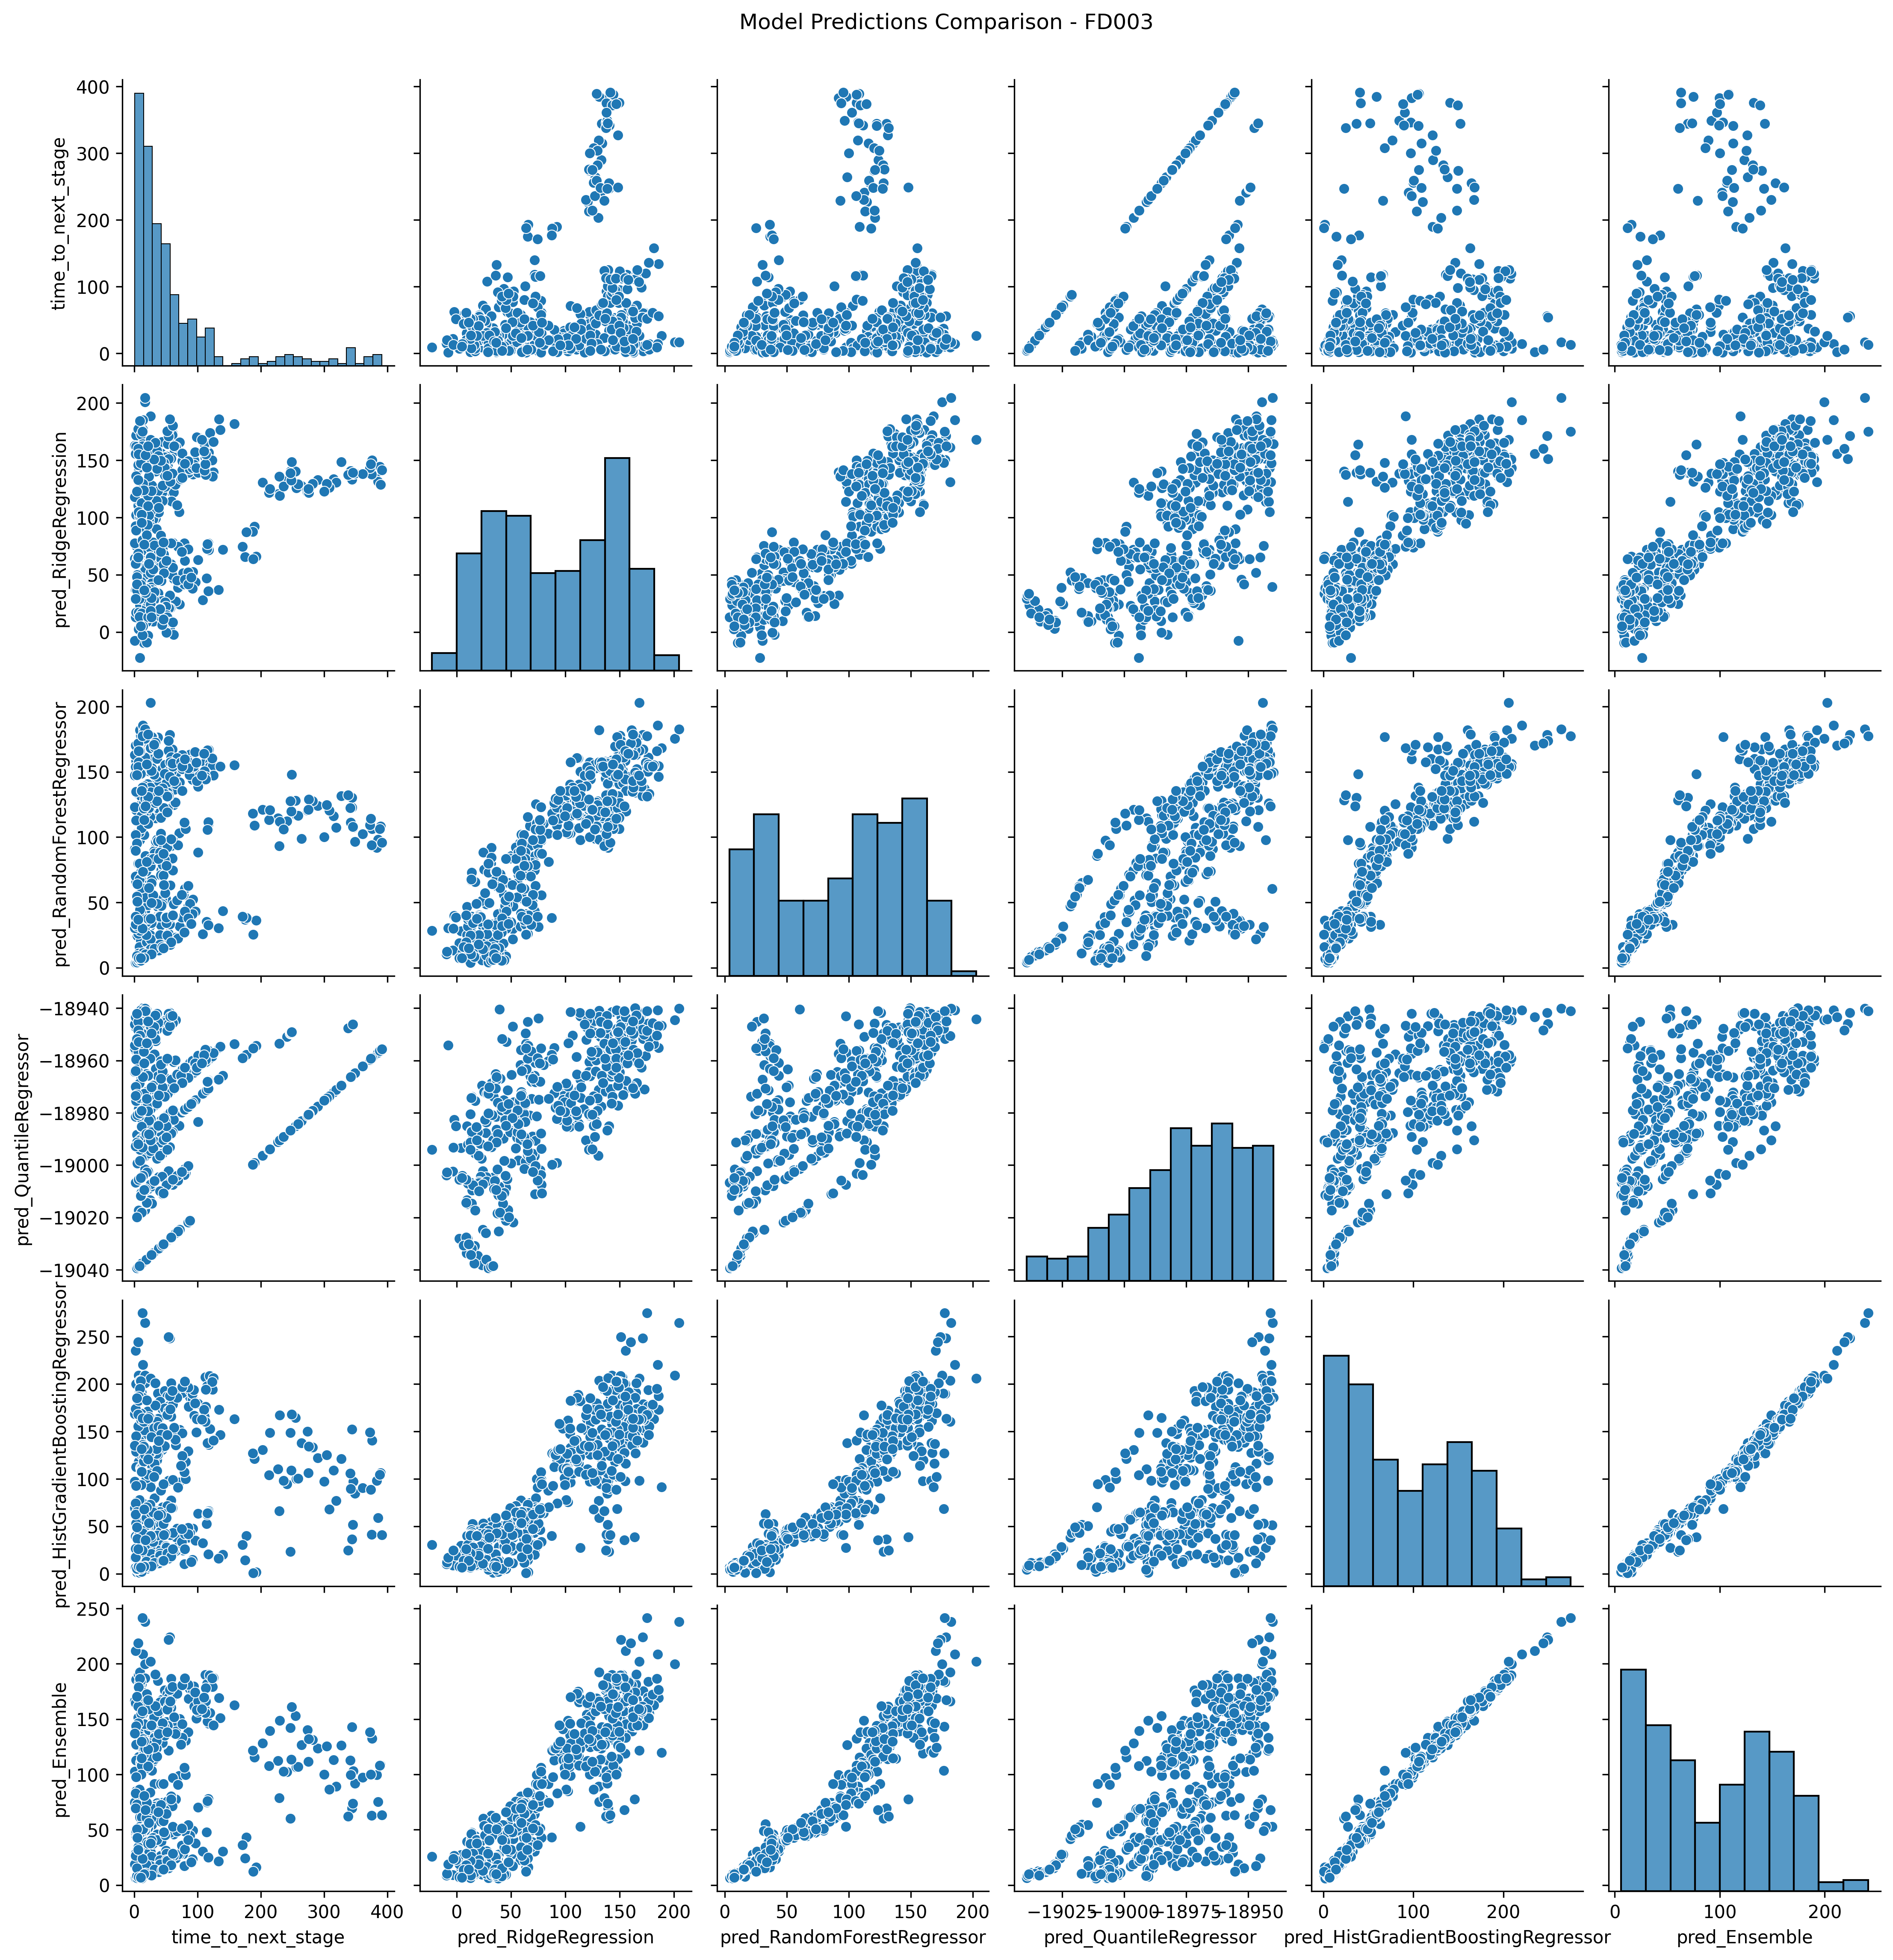 Model Predictions Comparison - FD003
400
300
200
100
0
time_to_next_stage
200
150
100
50
0
pred_RidgeRegression
200
150
100
50
0
pred_RandomForestRegressor
−18940
−18960
−18980
−19000
−19020
−19040
pred_QuantileRegressor
250
200
150
100
50
0
pred_HistGradientBoostingRegressor
250
200
150
100
50
0
pred_Ensemble
0 100 200 300 400
0 50 100 150 200
0 50 100 150 200
−19025 −19000 −18975 −18950
0 100 200
0 100 200
time_to_next_stage
pred_RidgeRegression
pred_RandomForestRegressor
pred_QuantileRegressor
pred_HistGradientBoostingRegressor
pred_Ensemble